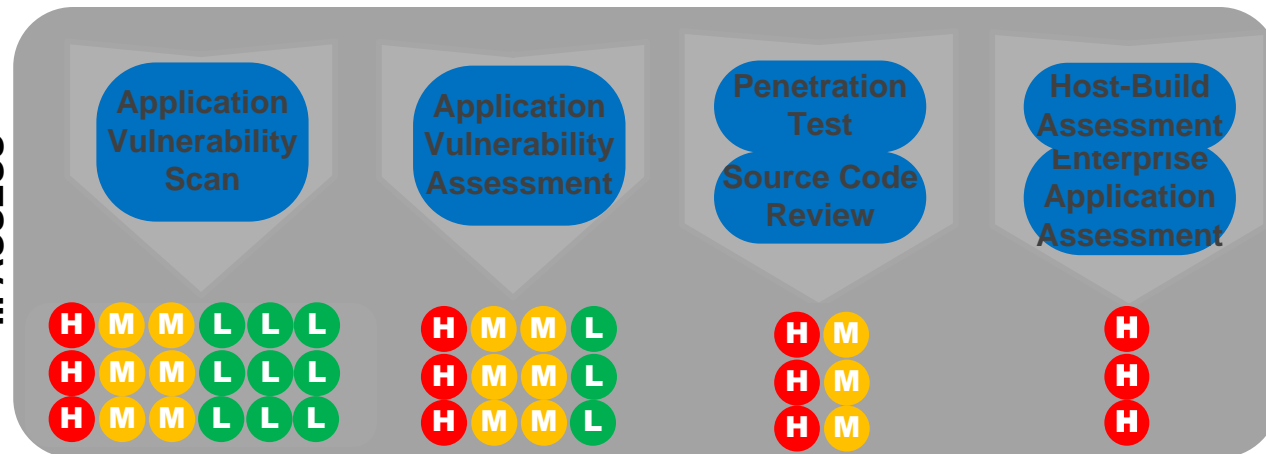 Application
Vulnerability
Scan
Application
Vulnerability
Assessment
Penetration
Test
Source Code
Review
Host-Build
Assessment
Enterprise
Application
Assessment
H M M L L L
H M M L L L
H M M L L L
H M M L
H M M L
H M M L
H M
H M
H M
H
H
H